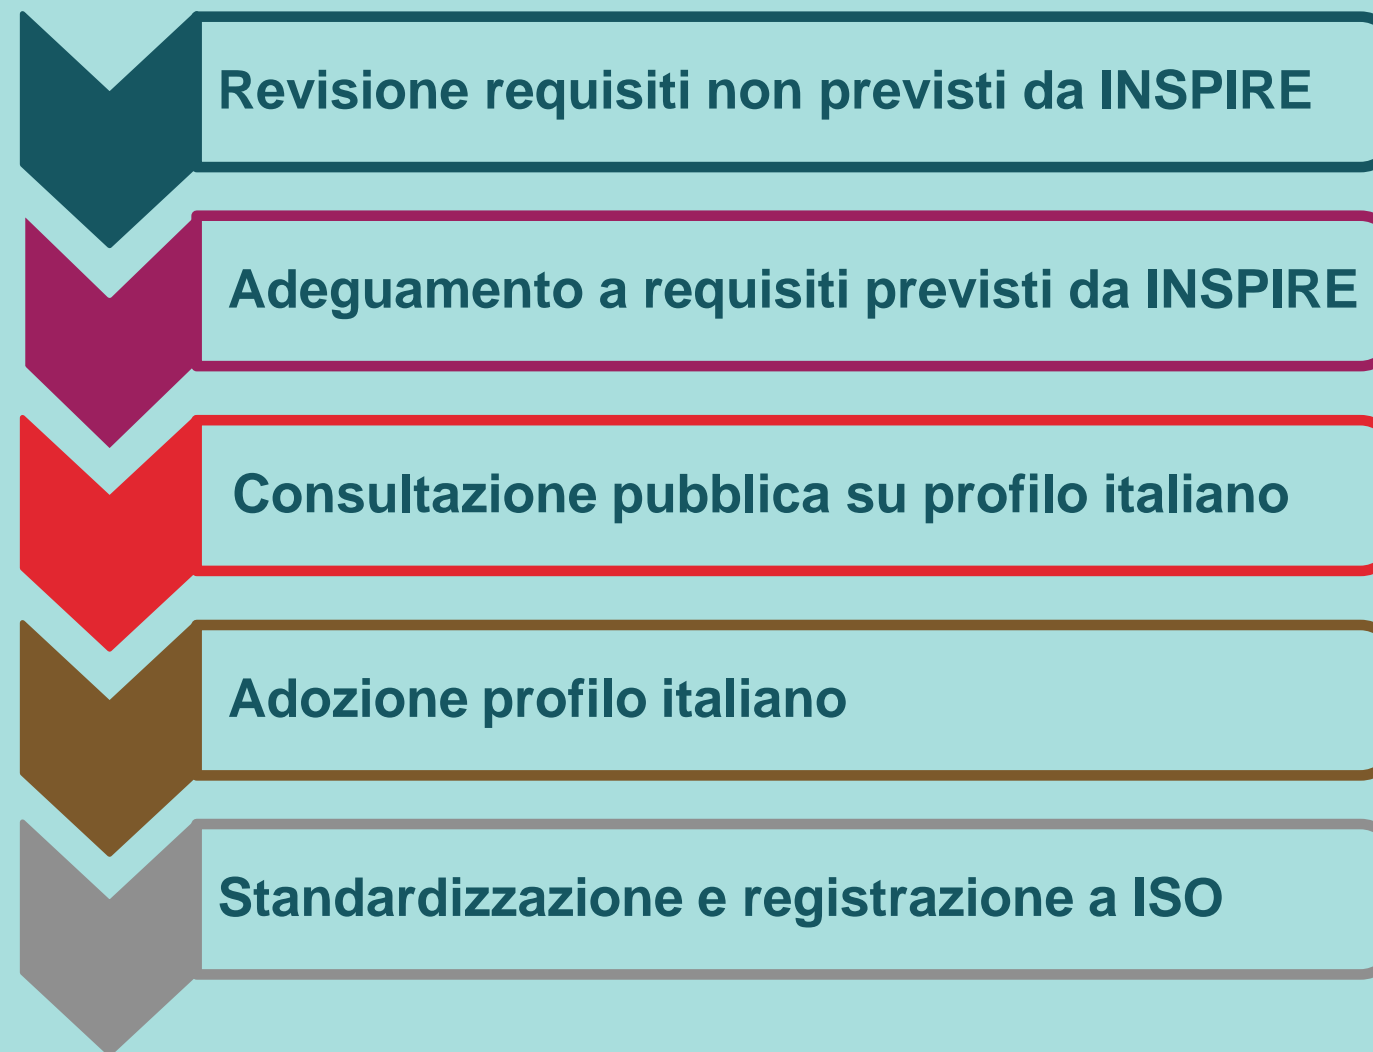 Revisione requisiti non previsti da INSPIRE
Adeguamento a requisiti previsti da INSPIRE
Consultazione pubblica su profilo italiano
Adozione profilo italiano
Standardizzazione e registrazione a ISO